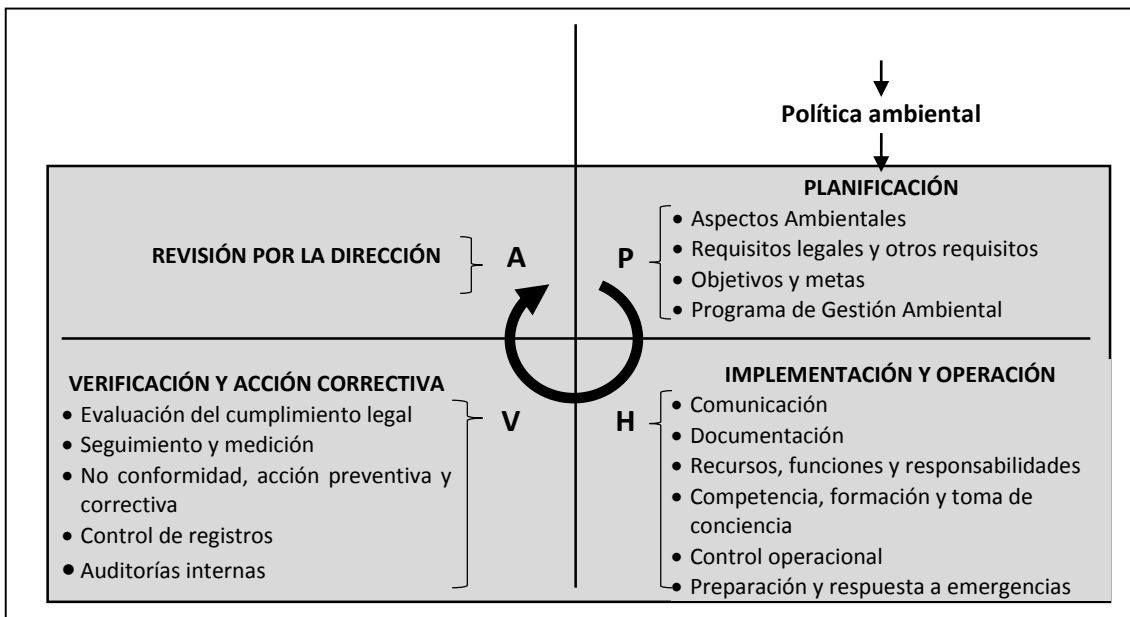 Política ambiental
PLANIFICACIÓN
• Aspectos Ambientales
• Requisitos legales y otros requisitos
• Objetivos y metas
• Programa de Gestión Ambiental
P
REVISIÓN POR LA DIRECCIÓN
A
IMPLEMENTACIÓN Y OPERACIÓN
• Comunicación
• Documentación
• Recursos, funciones y responsabilidades
• Competencia, formación y toma de
conciencia
• Control operacional
• Preparación y respuesta a emergencias
H
VERIFICACIÓN Y ACCIÓN CORRECTIVA
• Evaluación del cumplimiento legal
• Seguimiento y medición
• No conformidad, acción preventiva y
correctiva
• Control de registros
• Auditorías internas
V